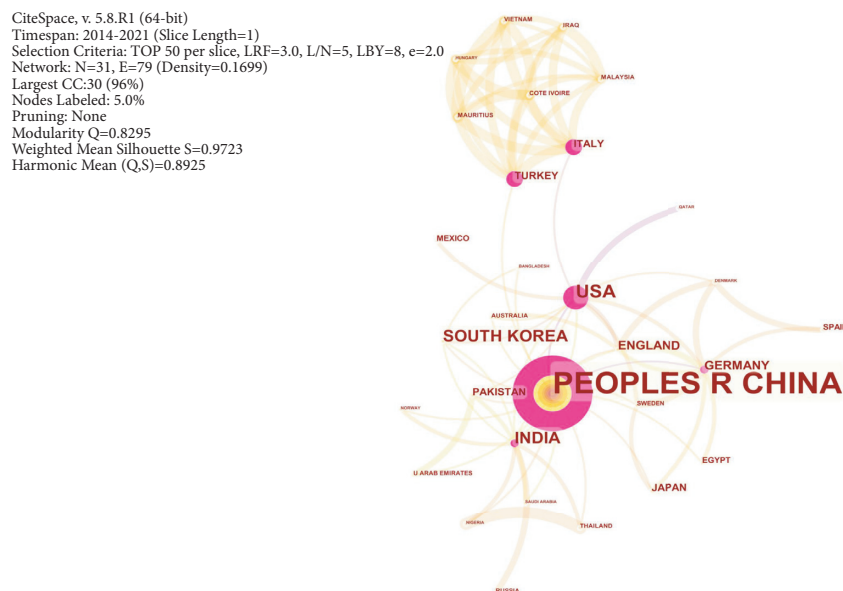 CiteSpace, v. 5.8.R1 (64-bit)
Timespan: 2014-2021 (Slice Length=1)
Selection Criteria: TOP 50 per slice, LRF=3.0, L/N=5, LBY=8, e=2.0
Network: N=31, E=79 (Density=0.1699)
Largest CC:30 (96%)
Nodes Labeled: 5.0%
Pruning: None
Modularity Q=0.8295
Weighted Mean Silhouette S=0.9723
Harmonic Mean (Q,S)=0.8925
VIETNAM
IRAQ
HUNGARY
MALAYSIA
COTE IVOIRE
MAURITIUS
ITALY
TURKEY
QATAR
MEXICO
BANGLADESH
DENMARK
USA
AUSTRALIA
SPAI
SOUTH KOREA
ENGLAND
GERMANY
PEOPLES R CHINA
PAKISTAN
SWEDEN
NORWAY
INDIA
EGYPT
U ARAB EMIRATES
JAPAN
SAUDI ARABIA
NIGERIA
THAILAND
RUSSIA